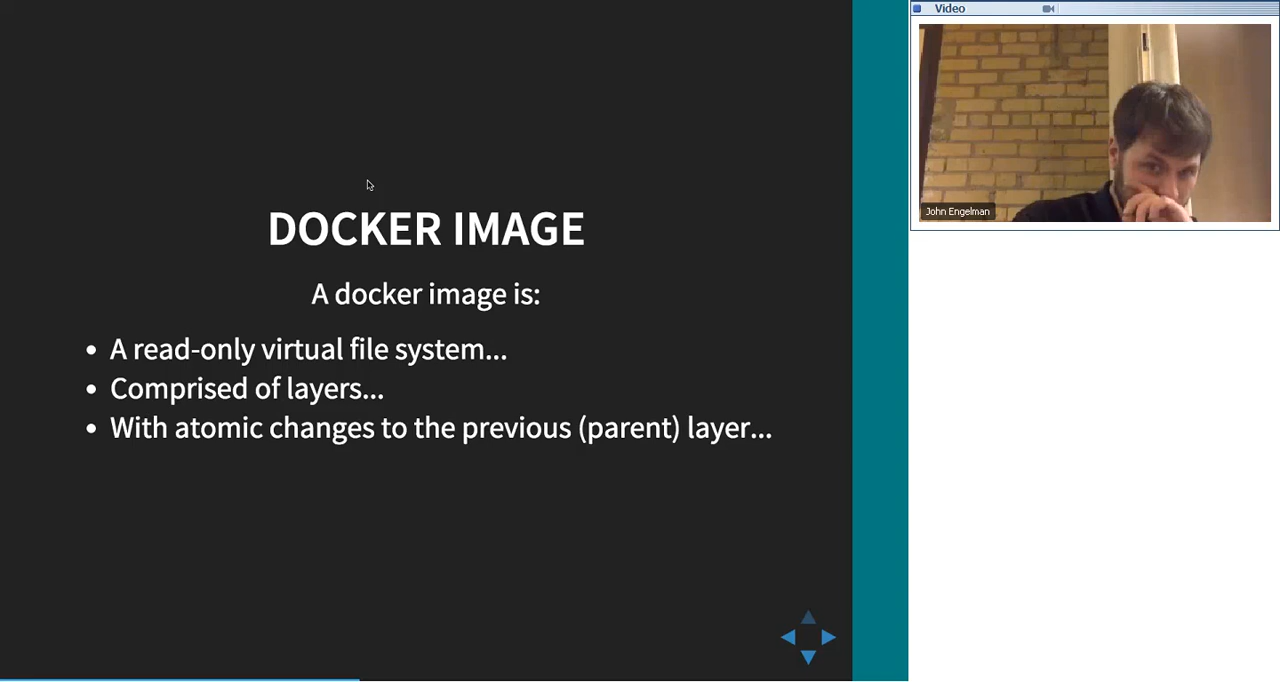 DOCKER IMAGE
A docker image is:
• A read-only virtual file system...
• Comprised of layers...
• With atomic changes to the previous (parent) layer...
Video
John Engelman